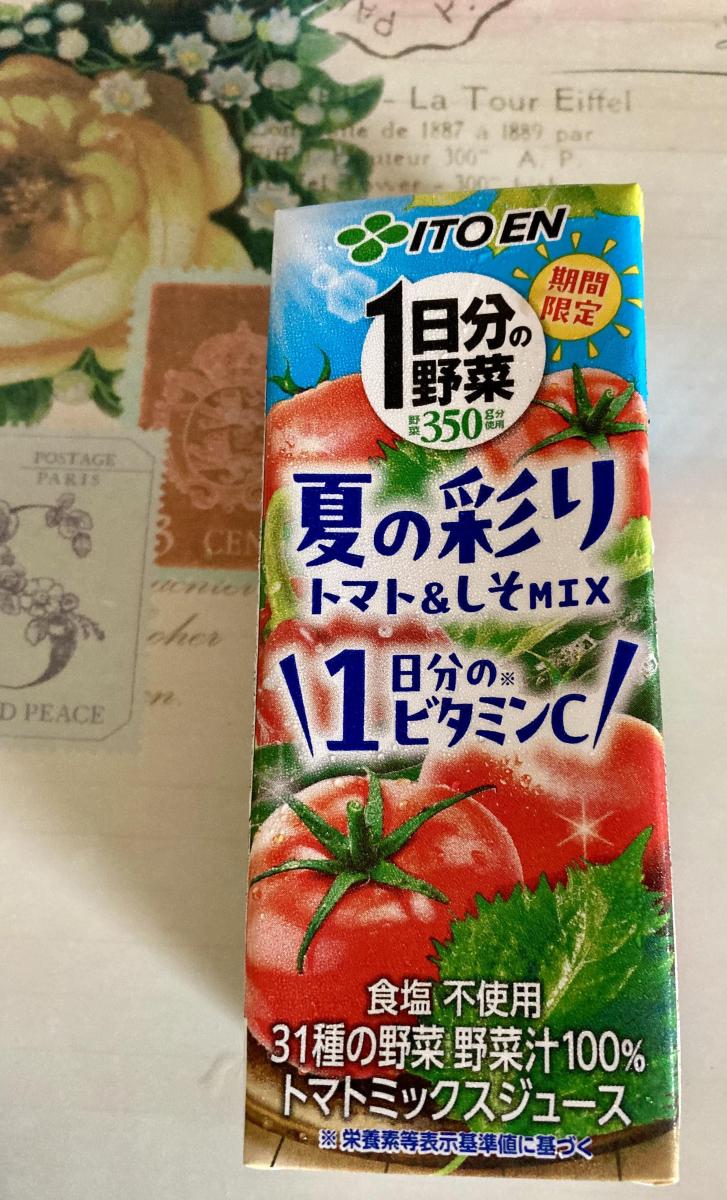 La Tour Eiffel
de 1887 à 1889 par
300 A. P.
ITO EN
期間
限定
1日分の
野菜
野菜350g分使用
夏の彩り
トマト&しそMIX
1日分の※
ビタミンC
POSTAGE
PARIS
3 CEN
D PEACE
食塩 不使用
31種の野菜 野菜汁100%
トマトミックスジュース
※栄養素等表示基準値に基づく